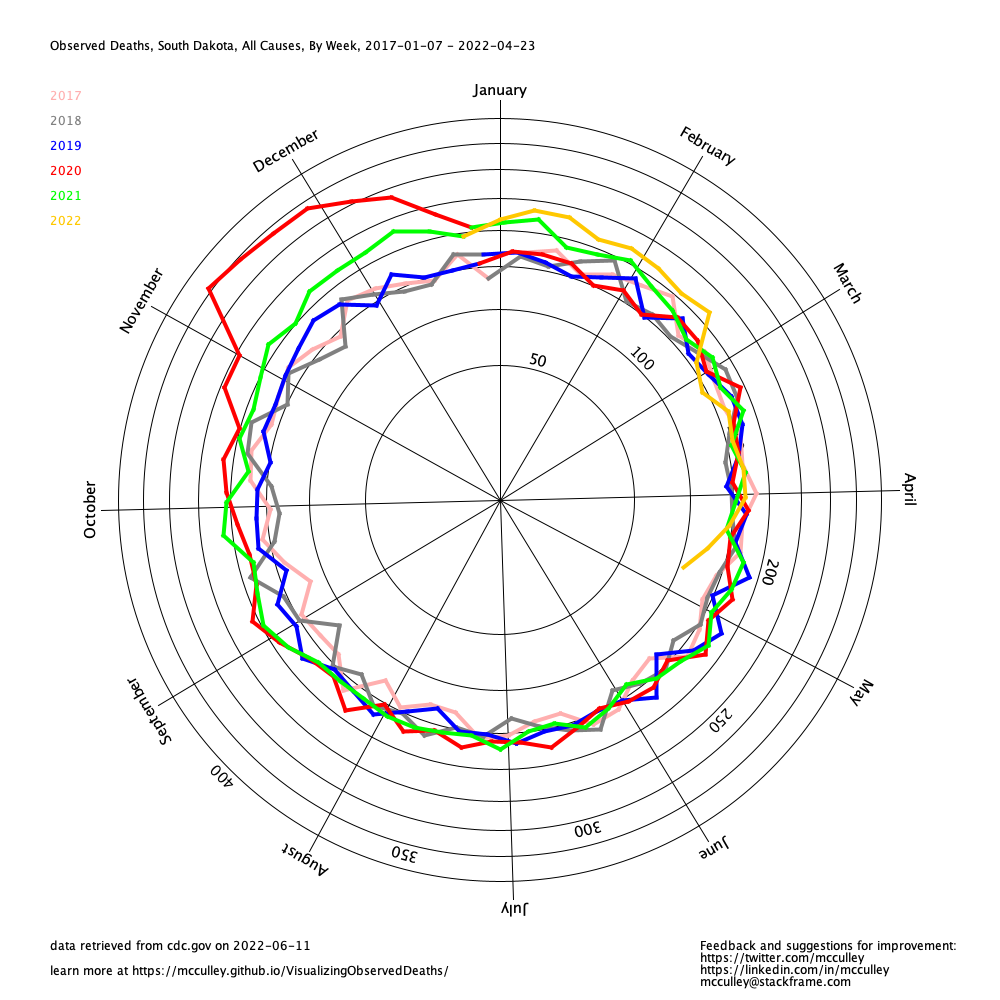 Observed Deaths, South Dakota, All Causes, By Week, 2017-01-07 - 2022-04-23
2017
2018
2019
2020
2021
2022
January
February
March
April
May
June
July
August
September
October
November
December
50
100
200
250
300
350
400
data retrieved from cdc.gov on 2022-06-11
learn more at https://mcculley.github.io/VisualizingObservedDeaths/
Feedback and suggestions for improvement:
https://twitter.com/mcculley
https://linkedin.com/in/mcculley
mcculley@stackframe.com